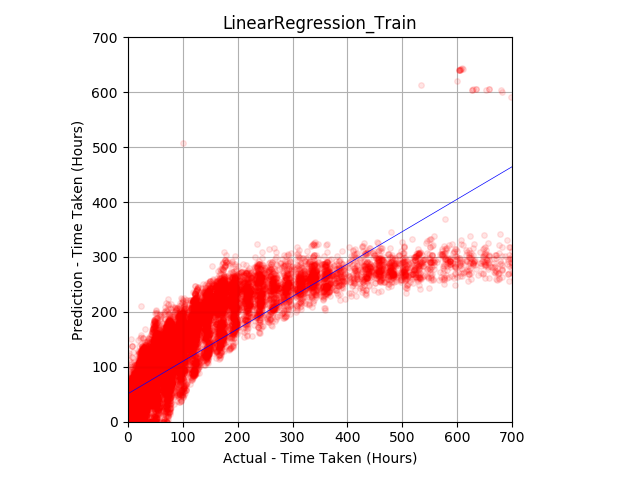 LinearRegression_Train
Prediction - Time Taken (Hours)
700
600
500
400
300
200
100
0
0 100 200 300 400 500 600 700
Actual - Time Taken (Hours)